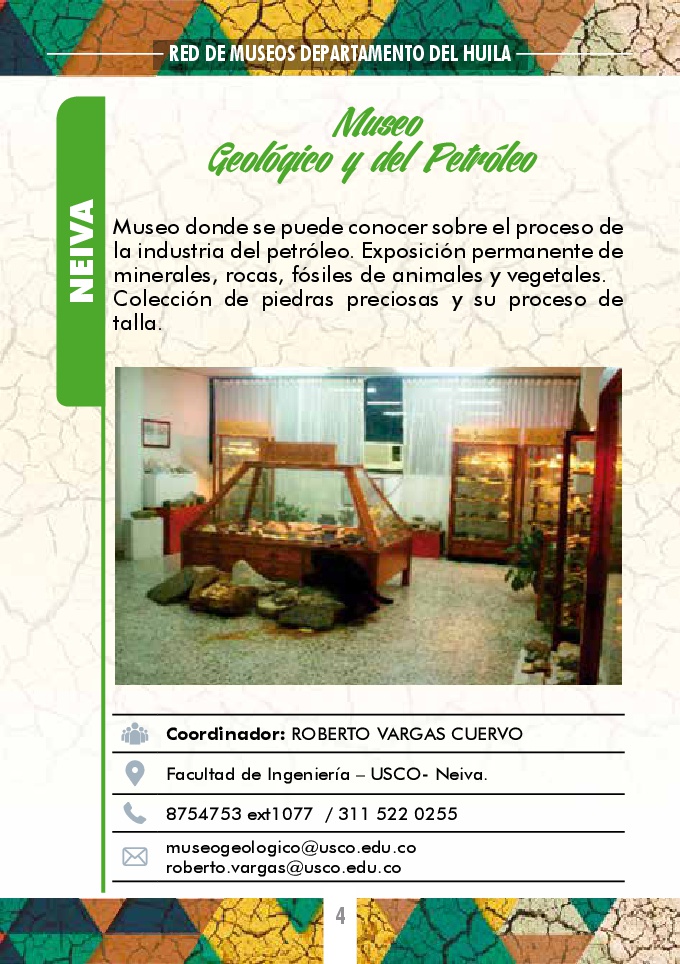 RED DE MUSEOS DEPARTAMENTO DEL HUILA
NEIVA
Museo
Geológico y del Petróleo
Museo donde se puede conocer sobre el proceso de
la industria del petróleo. Exposición permanente de
minerales, rocas, fósiles de animales y vegetales.
Colección de piedras preciosas y su proceso de
talla.
Coordinador: ROBERTO VARGAS CUERVO
Facultad de Ingeniería – USCO- Neiva.
8754753 ext1077 / 311 522 0255
museogeologico@usco.edu.co
roberto.vargas@usco.edu.co
4